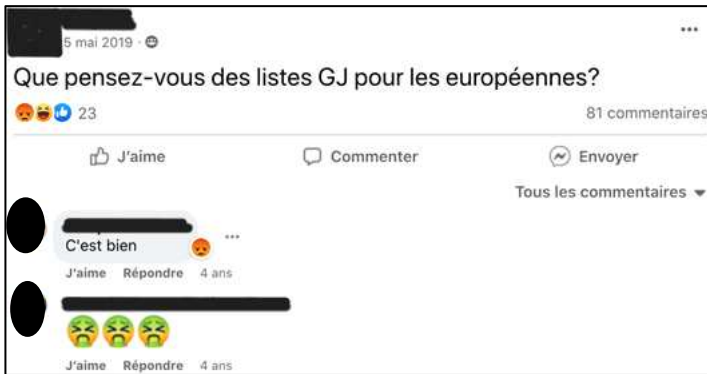 5 mai 2019 ·
Que pensez-vous des listes GJ pour les européennes?
23
81 commentaires
J'aime
Commenter
Envoyer
Tous les commentaires
C'est bien
J'aime Répondre 4 ans
🤮🤮🤮
J'aime Répondre 4 ans